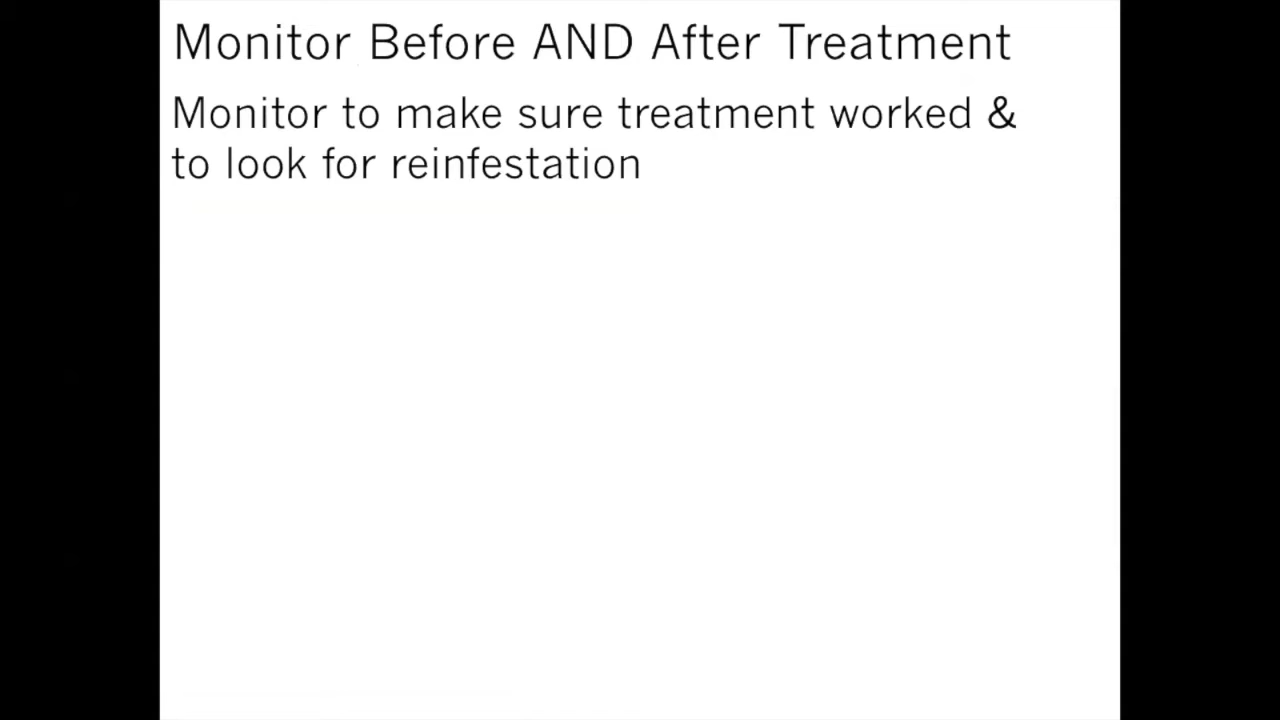 Monitor Before AND After Treatment
Monitor to make sure treatment worked &
to look for reinfestation